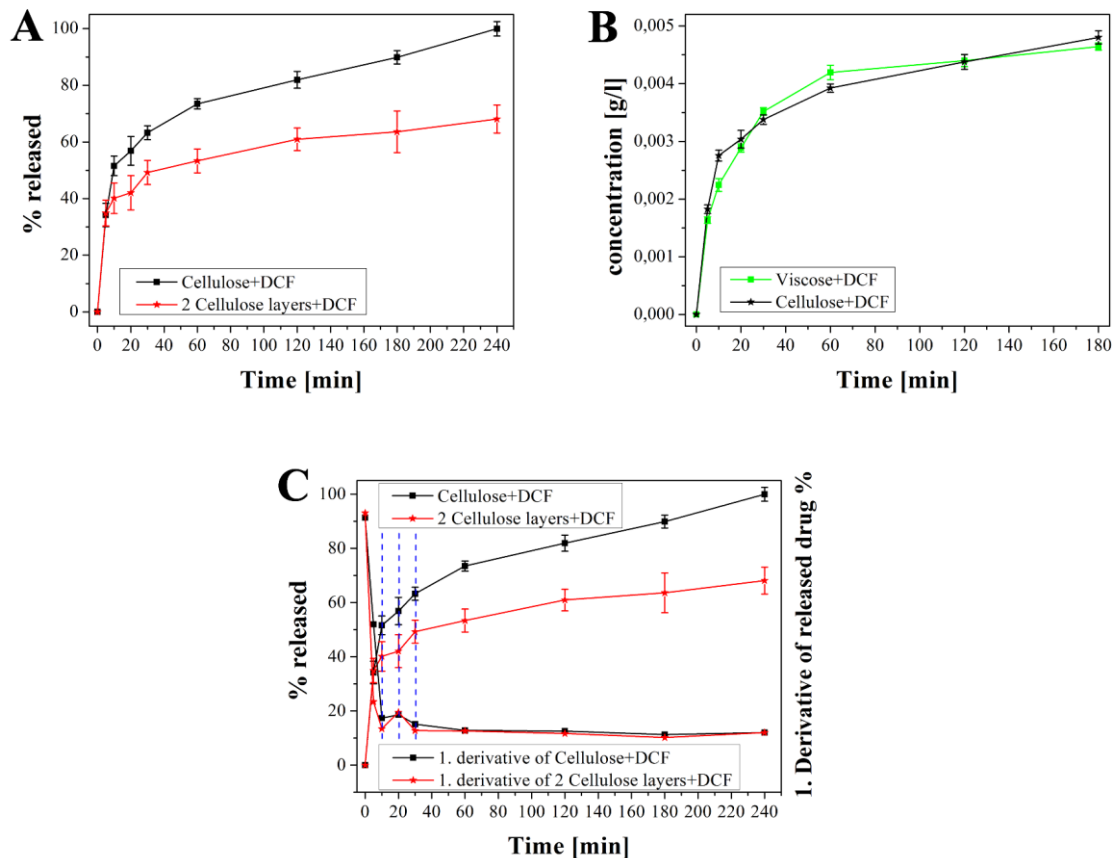 A
% released
100
80
60
40
20
0
Cellulose+DCF
2 Cellulose layers+DCF
0 20 40 60 80 100 120 140 160 180 200 220 240
Time [min]
B
concentration [g/l]
0,005
0,004
0,003
0,002
0,001
0,000
Viscose+DCF
Cellulose+DCF
0 20 40 60 80 100 120 140 160 180
Time [min]
C
% released
100
80
60
40
20
0
Cellulose+DCF
2 Cellulose layers+DCF
1. derivative of Cellulose+DCF
1. derivative of 2 Cellulose layers+DCF
0 20 40 60 80 100 120 140 160 180 200 220 240
Time [min]
1. Derivative of released drug %